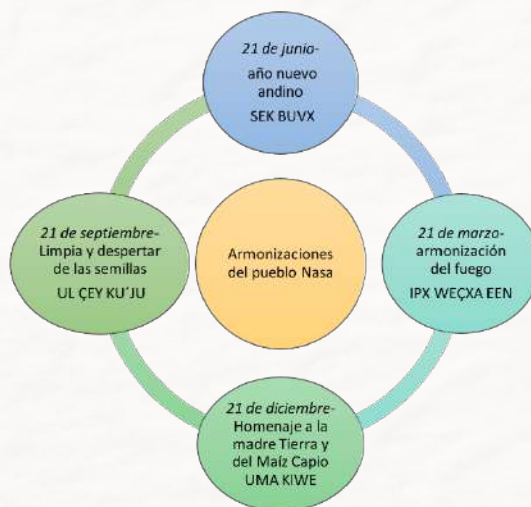 21 de junio-
año nuevo
andino
SEK BUVX
21 de septiembre-
Limpia y despertar
de las semillas
UL ÇEY KU´JU
Armonizaciones
del pueblo Nasa
21 de marzo-
armonización
del fuego
IPX WEÇXA EEN
21 de diciembre-
Homenaje a la
madre Tierra y
del Maíz Capio
UMA KIWE